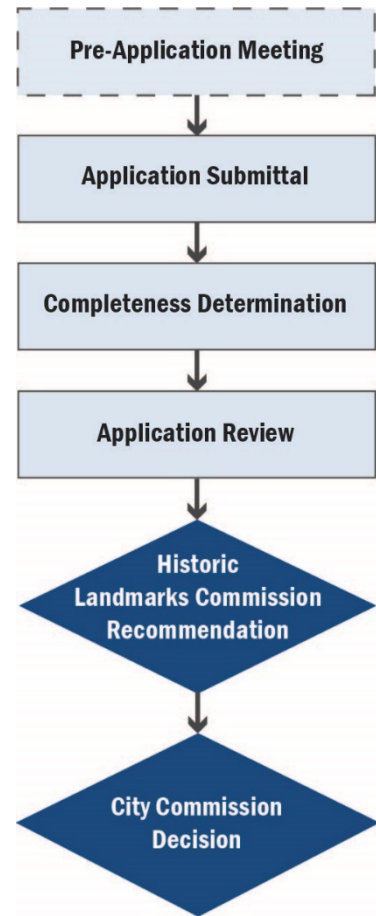 Pre-Application Meeting
Application Submittal
Completeness Determination
Application Review
Historic
Landmarks Commission
Recommendation
City Commission
Decision